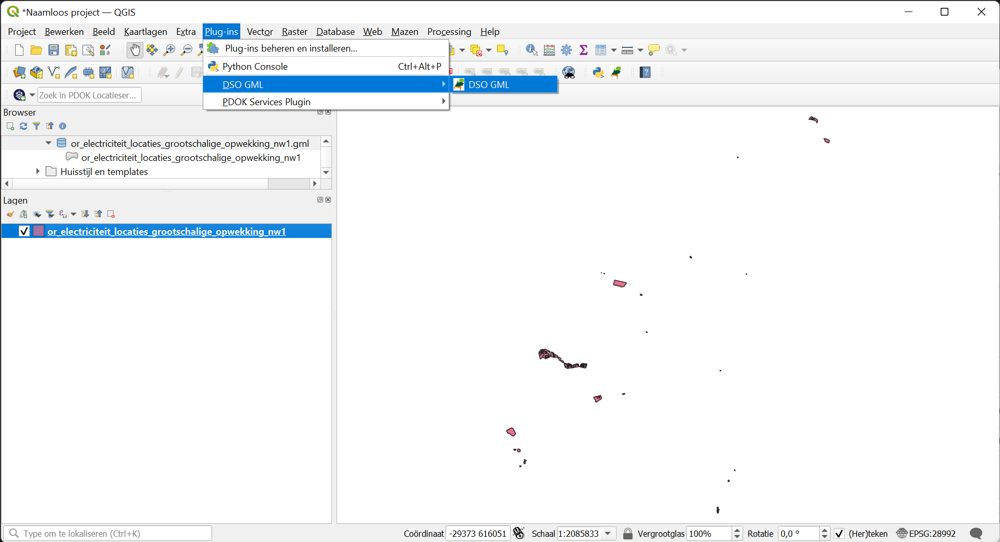 *Naamloos project — QGIS
Project Bewerken Beeld Kaartlagen Extra Plug-ins Vector Raster Database Web Mazen Processing Help
Plug-ins beheren en installeren...
Python Console Ctrl+Alt+P
DSO GML
DSO GML
PDOK Services Plugin
Zoek in PDOK Locatieser...
Browser
or_electriciteit_locaties_grootschalige_opwekking_nw1.gml
or_electriciteit_locaties_grootschalige_opwekking_nw1
Huisstijl en templates
Lagen
or_electriciteit_locaties_grootschalige_opwekking_nw1
Type om te lokaliseren (Ctrl+K)
Coördinaat -29373 616051 Schaal 1:2085833 Vergrootglas 100% Rotatie 0,0 ° (Her)teken EPSG:28992